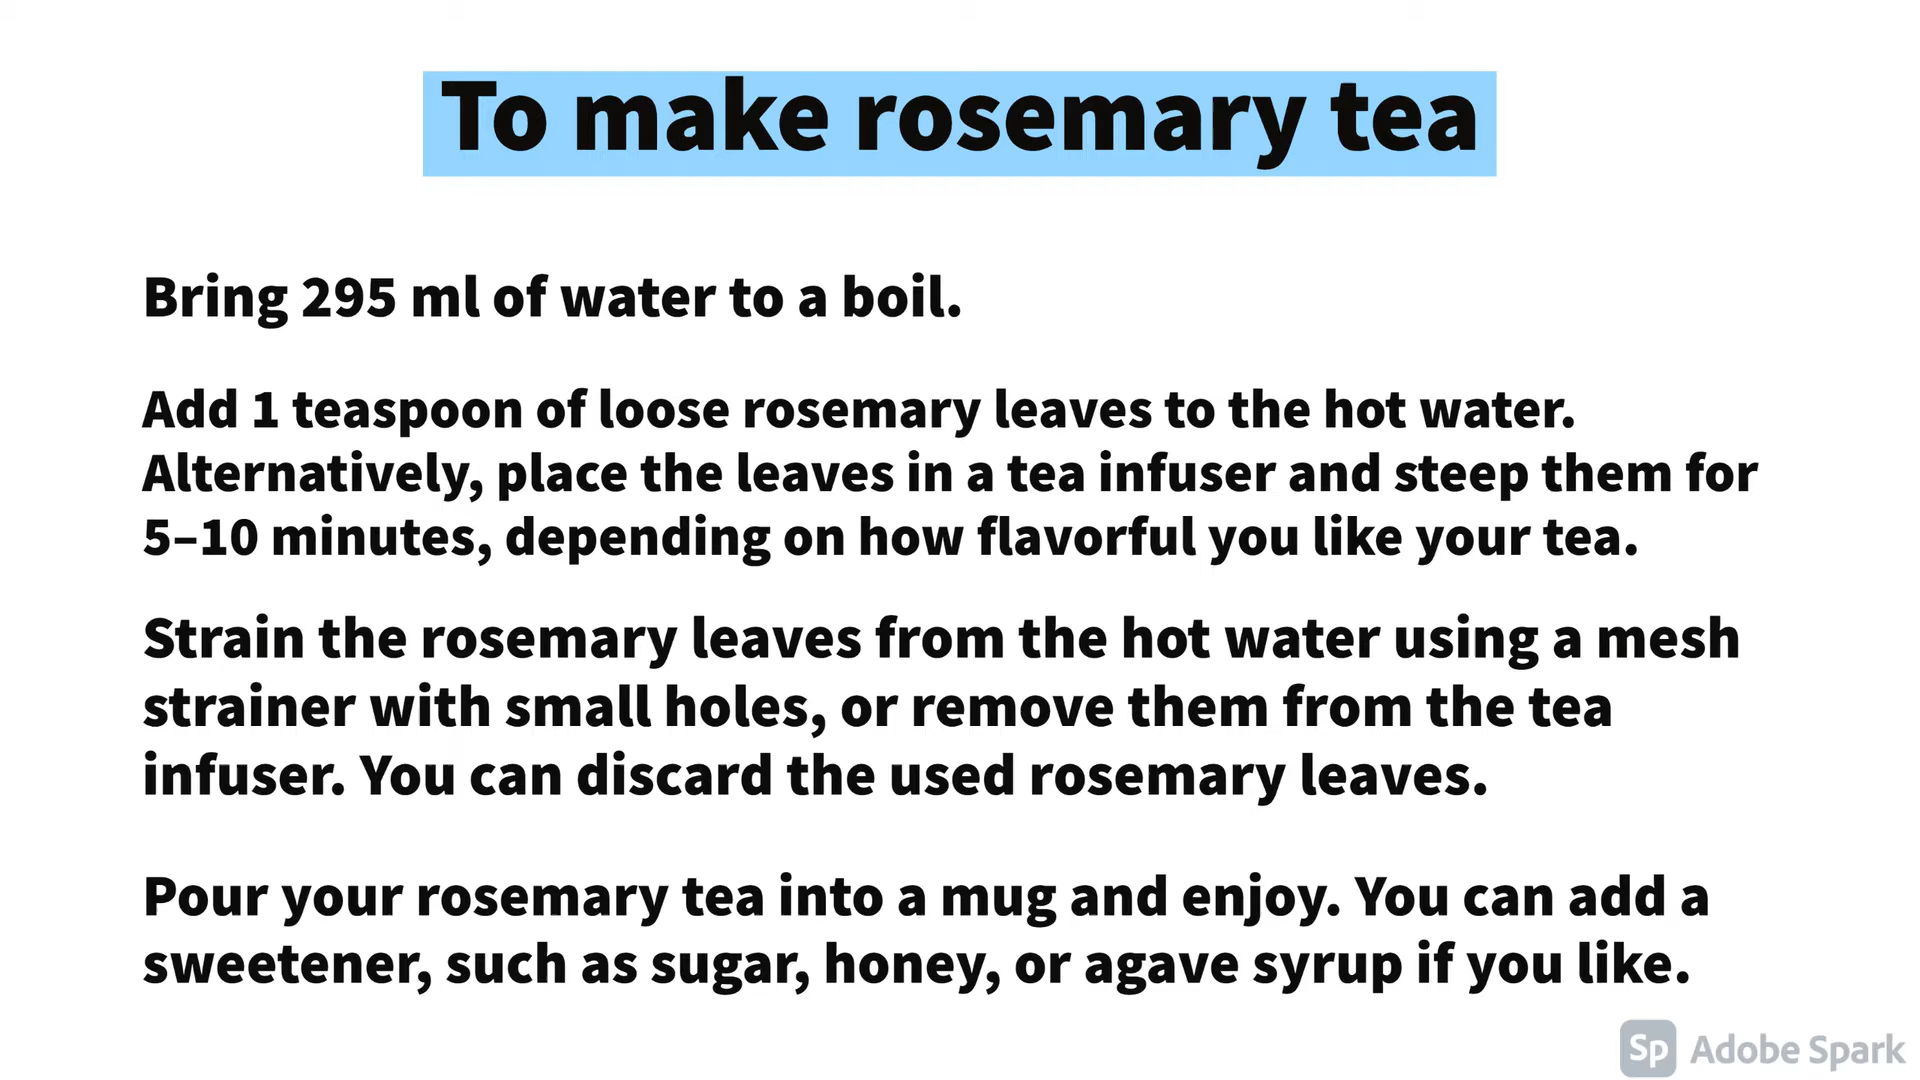 To make rosemary tea
Bring 295 ml of water to a boil.
Add 1 teaspoon of loose rosemary leaves to the hot water.
Alternatively, place the leaves in a tea infuser and steep them for
5–10 minutes, depending on how flavorful you like your tea.
Strain the rosemary leaves from the hot water using a mesh
strainer with small holes, or remove them from the tea
infuser. You can discard the used rosemary leaves.
Pour your rosemary tea into a mug and enjoy. You can add a
sweetener, such as sugar, honey, or agave syrup if you like.
Sp Adobe Spark